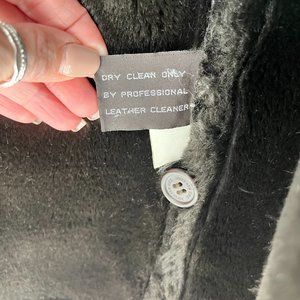 DRY CLEAN ONLY
BY PROFESSIONAL
LEATHER CLEANER